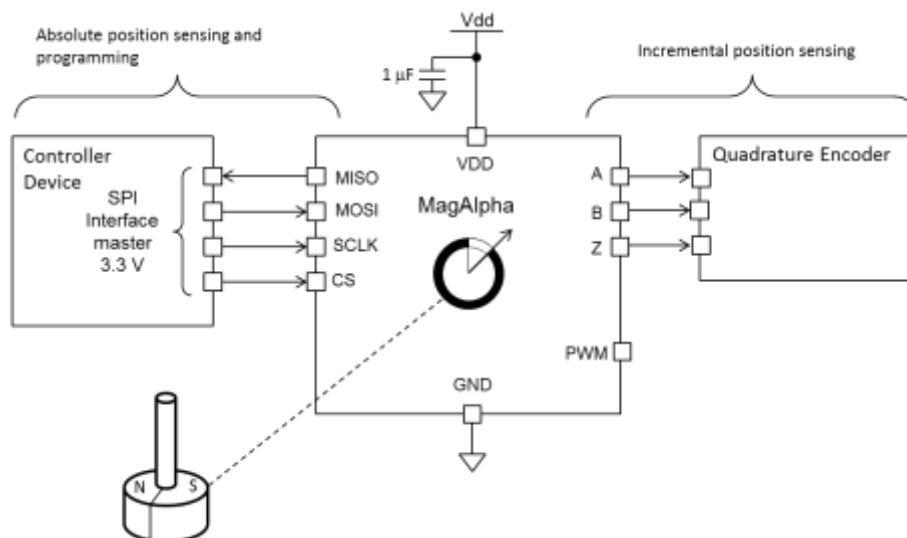 Absolute position sensing and
programming
Vdd
1 µF
Incremental position sensing
Controller
Device
SPI
Interface
master
3.3 V
MISO
MOSI
SCLK
CS
VDD
MagAlpha
A
B
Z
PWM
GND
Quadrature Encoder
N S